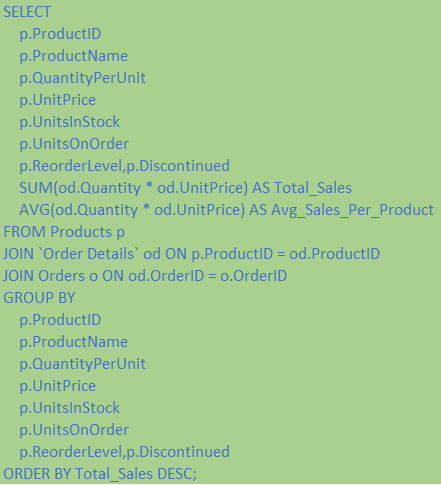 SELECT
p.ProductID
p.ProductName
p.QuantityPerUnit
p.UnitPrice
p.UnitsInStock
p.UnitsOnOrder
p.ReorderLevel,p.Discontinued
SUM(od.Quantity * od.UnitPrice) AS Total_Sales
AVG(od.Quantity * od.UnitPrice) AS Avg_Sales_Per_Product
FROM Products p
JOIN `Order Details` od ON p.ProductID = od.ProductID
JOIN Orders o ON od.OrderID = o.OrderID
GROUP BY
p.ProductID
p.ProductName
p.QuantityPerUnit
p.UnitPrice
p.UnitsInStock
p.UnitsOnOrder
p.ReorderLevel,p.Discontinued
ORDER BY Total_Sales DESC;